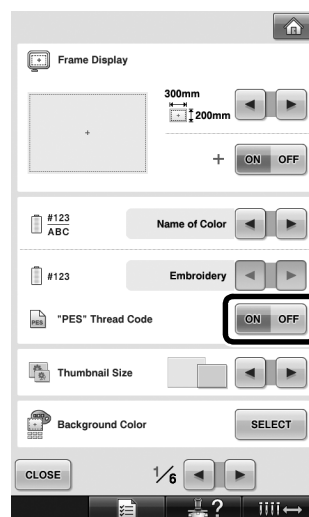 Frame Display
300mm
200mm
ON OFF
#123
ABC
Name of Color
#123
Embroidery
PES
"PES" Thread Code
ON OFF
Thumbnail Size
Background Color
SELECT
CLOSE
1/6
?